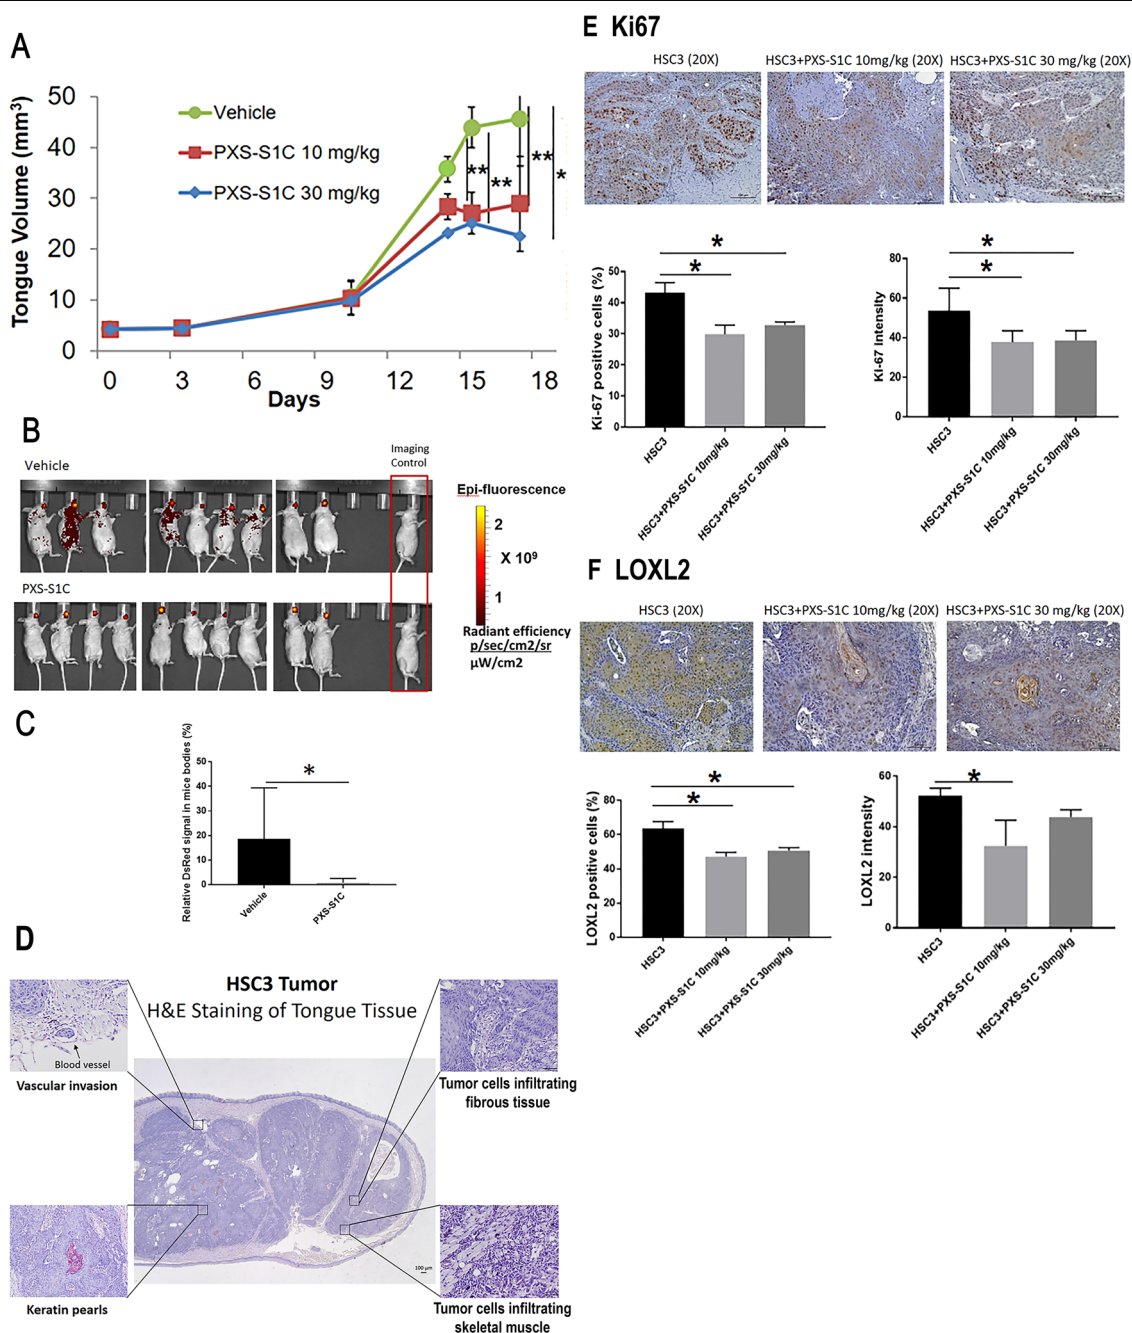 A
Tongue Volume (mm³)
50
40
30
20
10
0
Vehicle
PXS-S1C 10 mg/kg
PXS-S1C 30 mg/kg
**
**
**
*
0
3
9
12
15
18
Days
B
Vehicle
Imaging
Control
PXS-S1C
Epi-fluorescence
2
X 10⁹
1
Radiant efficiency
p/sec/cm2/sr
µW/cm2
C
Relative DsRed signal in mice bodies (%)
50
40
30
20
10
0
*
Vehicle
PXS-S1C
D
HSC3 Tumor
H&E Staining of Tongue Tissue
Blood vessel
Vascular invasion
Tumor cells infiltrating
fibrous tissue
Keratin pearls
100 µm
Tumor cells infiltrating
skeletal muscle
E Ki67
HSC3 (20X)
HSC3+PXS-S1C 10mg/kg (20X)
HSC3+PXS-S1C 30 mg/kg (20X)
Ki-67 positive cells (%)
50
40
30
20
10
0
*
*
HSC3
HSC3+PXS-S1C 10mg/kg
HSC3+PXS-S1C 30mg/kg
KI-67 intensity
80
60
40
20
0
*
*
HSC3
HSC3+PXS-S1C 10mg/kg
HSC3+PXS-S1C 30mg/kg
F LOXL2
HSC3 (20X)
HSC3+PXS-S1C 10mg/kg (20X)
HSC3+PXS-S1C 30 mg/kg (20X)
LOXL2 positive cells (%)
80
60
40
20
0
*
*
HSC3
HSC3+PXS-S1C 10mg/kg
HSC3+PXS-S1C 30mg/kg
LOXL2 intensity
60
40
20
0
*
HSC3
HSC3+PXS-S1C 10mg/kg
HSC3+PXS-S1C 30mg/kg